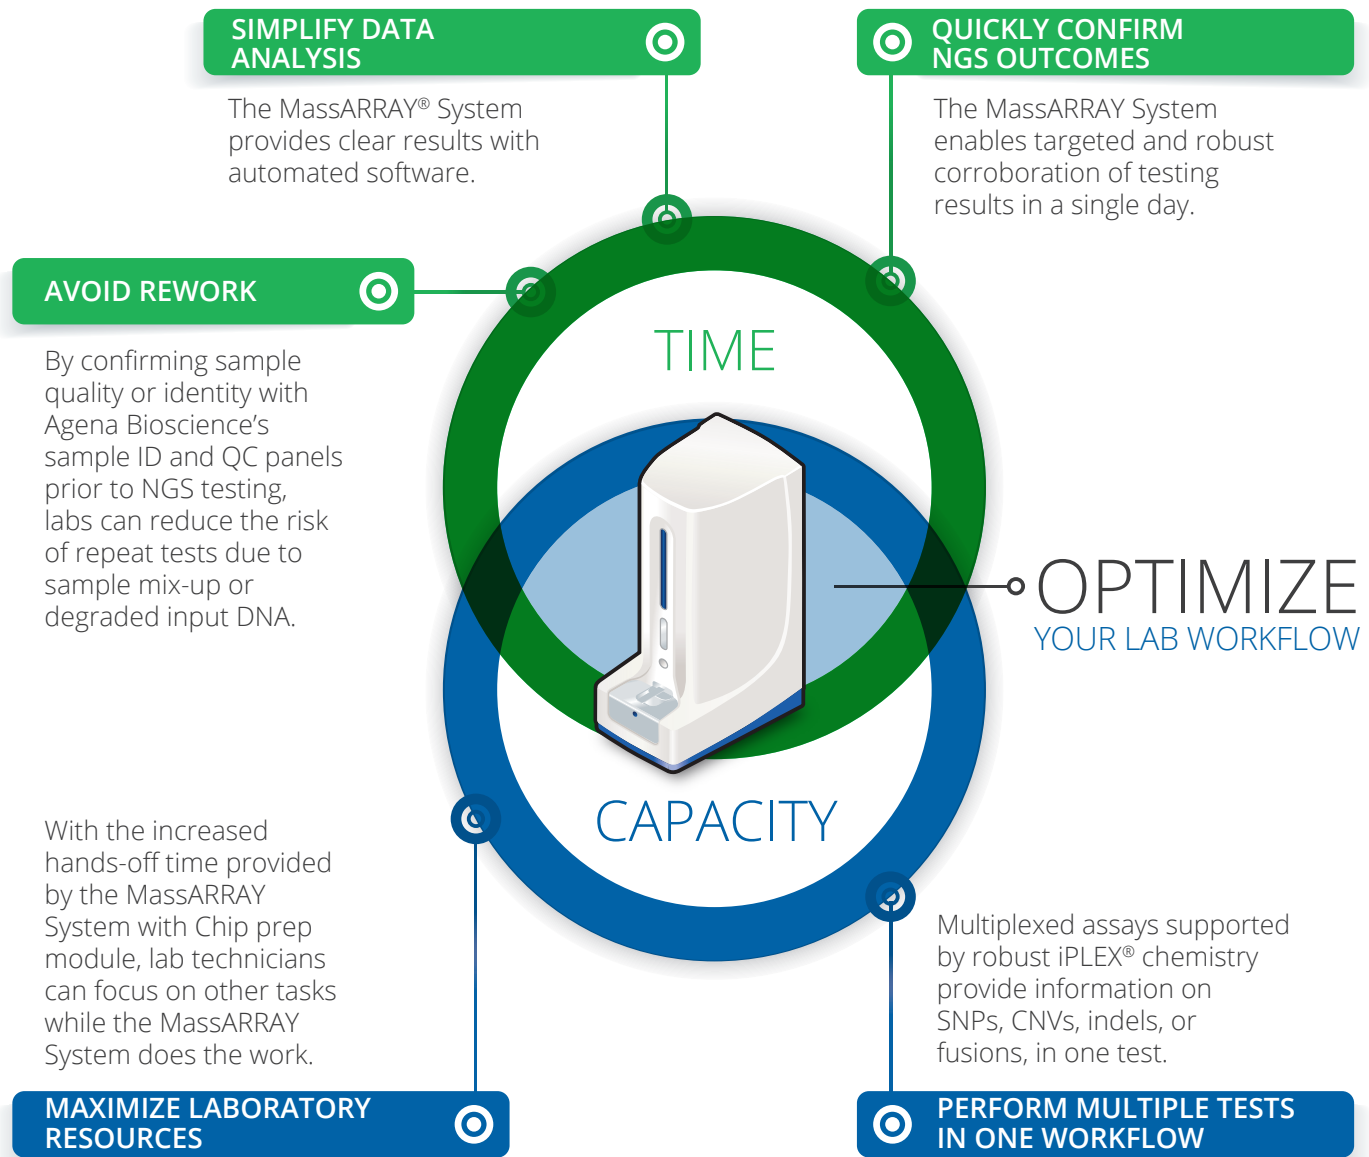 SIMPLIFY DATA
ANALYSIS
The MassARRAY® System
provides clear results with
automated software.
QUICKLY CONFIRM
NGS OUTCOMES
The MassARRAY System
enables targeted and robust
corroboration of testing
results in a single day.
AVOID REWORK
By confirming sample
quality or identity with
Agena Bioscience’s
sample ID and QC panels
prior to NGS testing,
labs can reduce the risk
of repeat tests due to
sample mix-up or
degraded input DNA.
TIME
OPTIMIZE
YOUR LAB WORKFLOW
CAPACITY
With the increased
hands-off time provided
by the MassARRAY
System with Chip prep
module, lab technicians
can focus on other tasks
while the MassARRAY
System does the work.
MAXIMIZE LABORATORY
RESOURCES
Multiplexed assays supported
by robust iPLEX® chemistry
provide information on
SNPs, CNVs, indels, or
fusions, in one test.
PERFORM MULTIPLE TESTS
IN ONE WORKFLOW